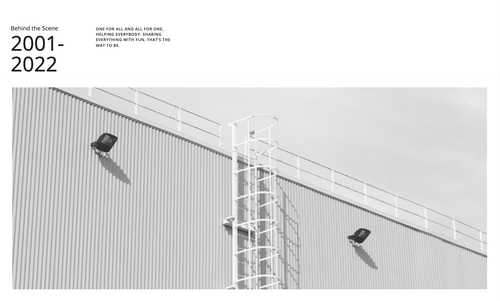 Behind the Scene
2001-
2022
ONE FOR ALL AND ALL FOR ONE,
HELPING EVERYBODY. SHARING
EVERYTHING WITH FUN, THAT'S THE
WAY TO BE.